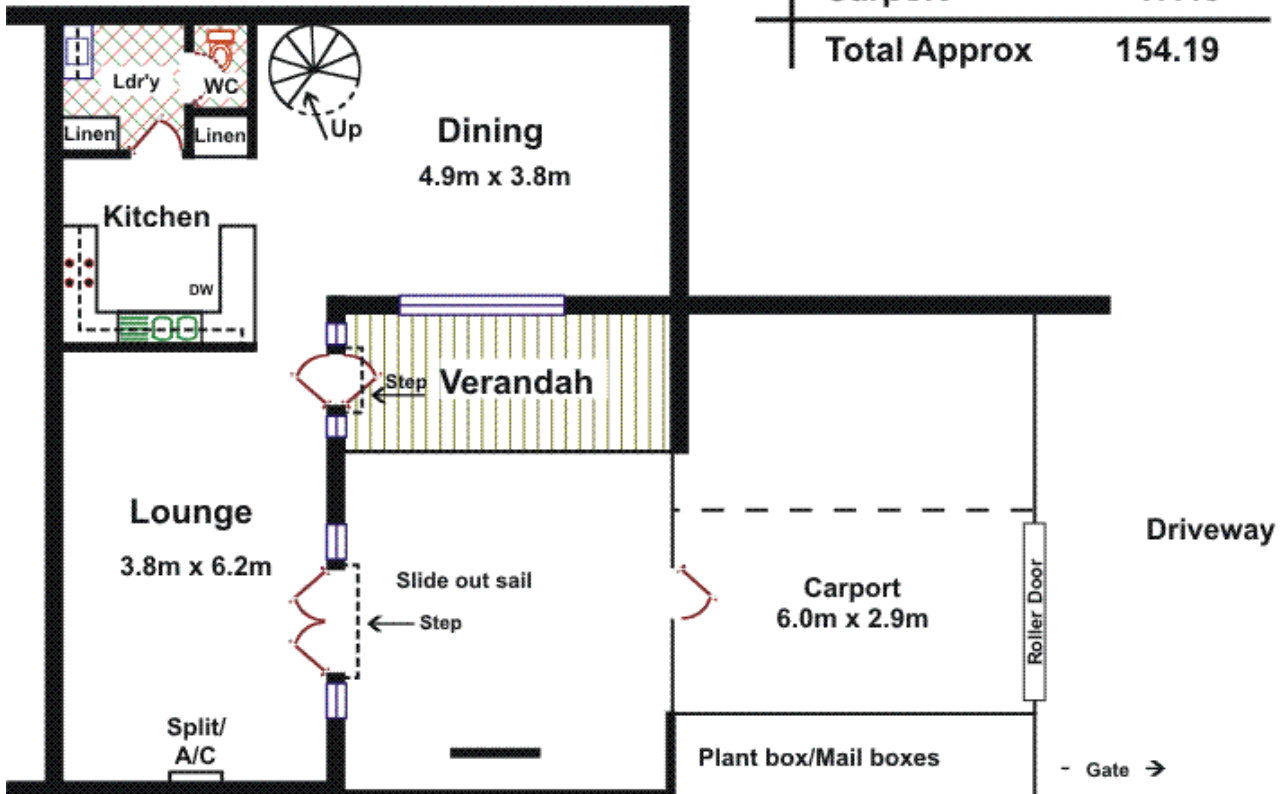 Total Approx 154.19
Ldr'y
WC
Linen
Linen
Up
Dining
4.9m x 3.8m
Kitchen
DW
Step
Verandah
Lounge
3.8m x 6.2m
Slide out sail
Step
Carport
6.0m x 2.9m
Roller Door
Driveway
Split/
A/C
Plant box/Mail boxes
Gate